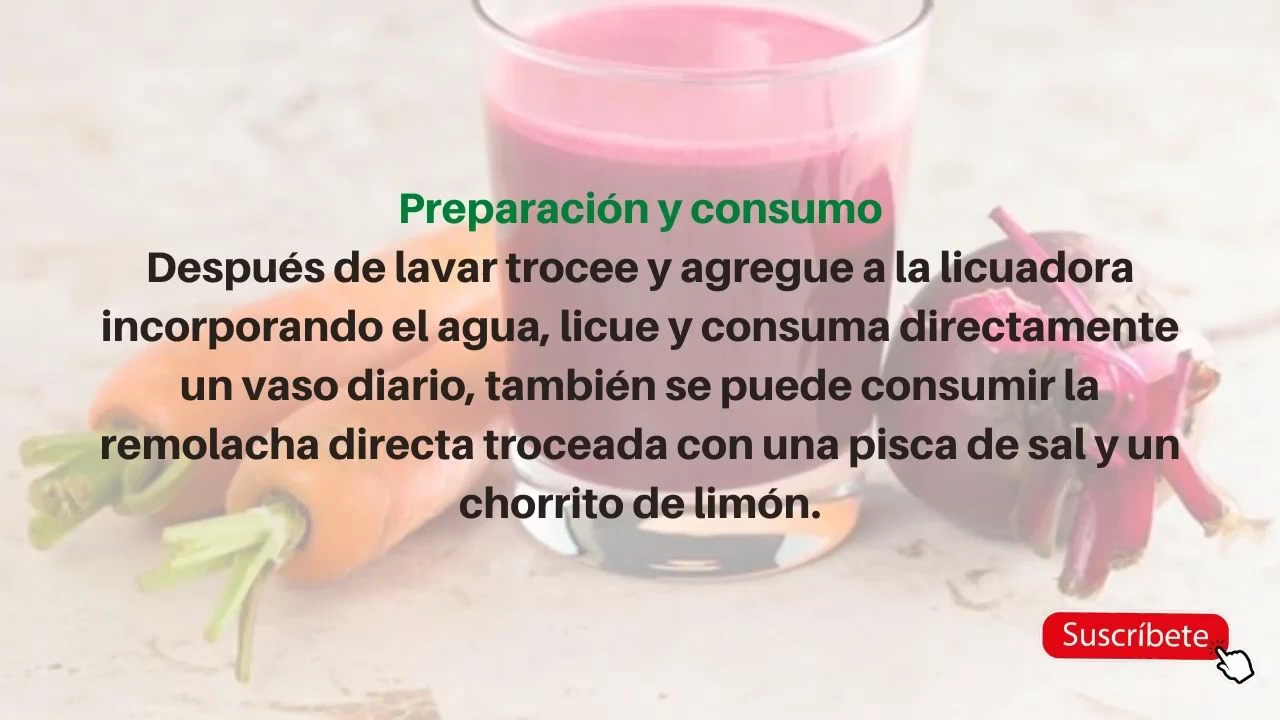 Preparación y consumo
Después de lavar trocee y agregue a la licuadora
incorporando el agua, licue y consuma directamente
un vaso diario, también se puede consumir la
remolacha directa troceada con una pisca de sal y un
chorrito de limón.
Suscríbete